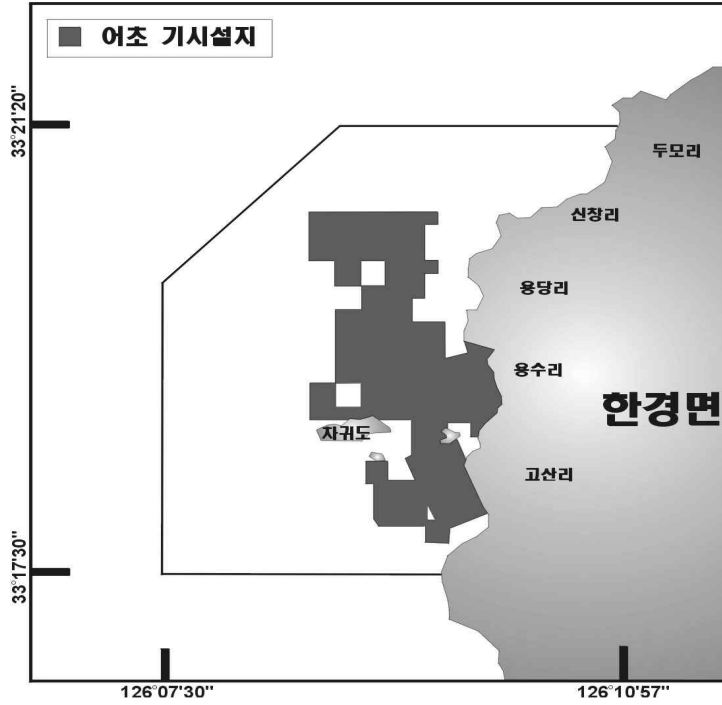 어초 기시설지
33°21'20"
두모리
신창리
용당리
용수리
한경면
차귀도
고산리
33°17'30"
126°07'30"
126°10'57"